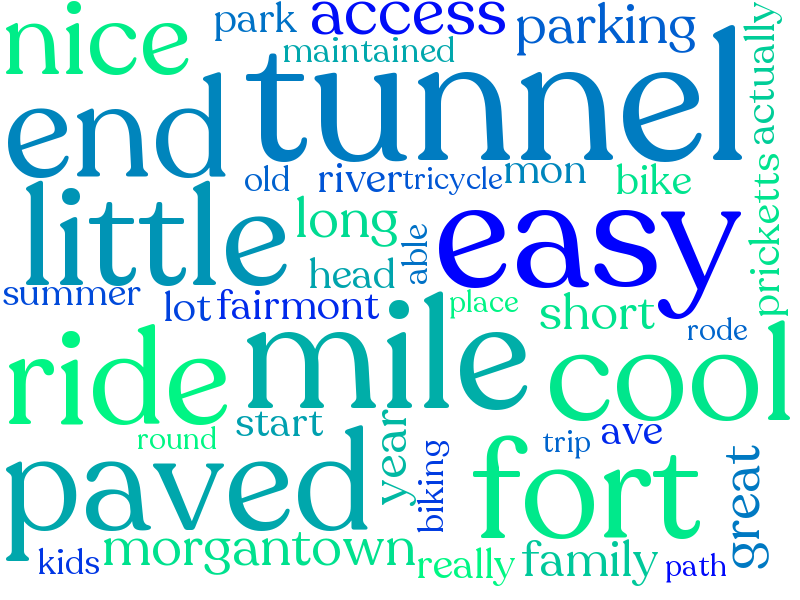 nice
park
access
parking
maintained
actually
end
tunnel
old
river
tricycle
mon
bike
pricketts
little
long
able
easy
head
summer
lot
fairmont
place
short
rode
ride
mile
cool
round
start
year
biking
trip
ave
paved
fort
great
kids
morgantown
really
family
path